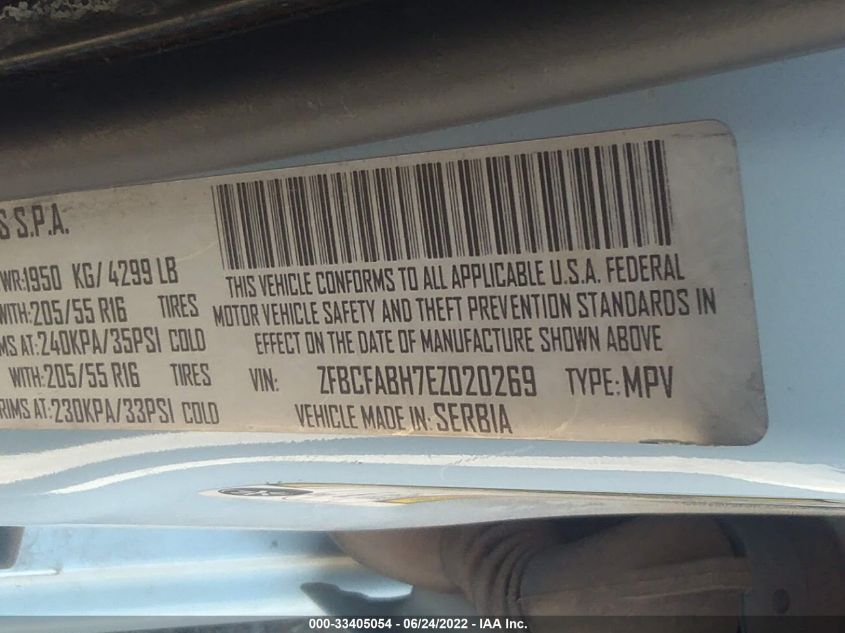 S S.P.A.
WR:1950 KG/ 4299 LB
WITH:205/55 R16 TIRES
MS AT:240KPA/35PSI COLD
WITH:205/55 R16 TIRES
RIMS AT:230KPA/33PSI COLD
THIS VEHICLE CONFORMS TO ALL APPLICABLE U.S.A. FEDERAL
MOTOR VEHICLE SAFETY AND THEFT PREVENTION STANDARDS IN
EFFECT ON THE DATE OF MANUFACTURE SHOWN ABOVE
VIN: ZFBCFABH7EZ020269 TYPE:MPV
VEHICLE MADE IN:SERBIA
000-33405054 - 06/24/2022 - IAA Inc.